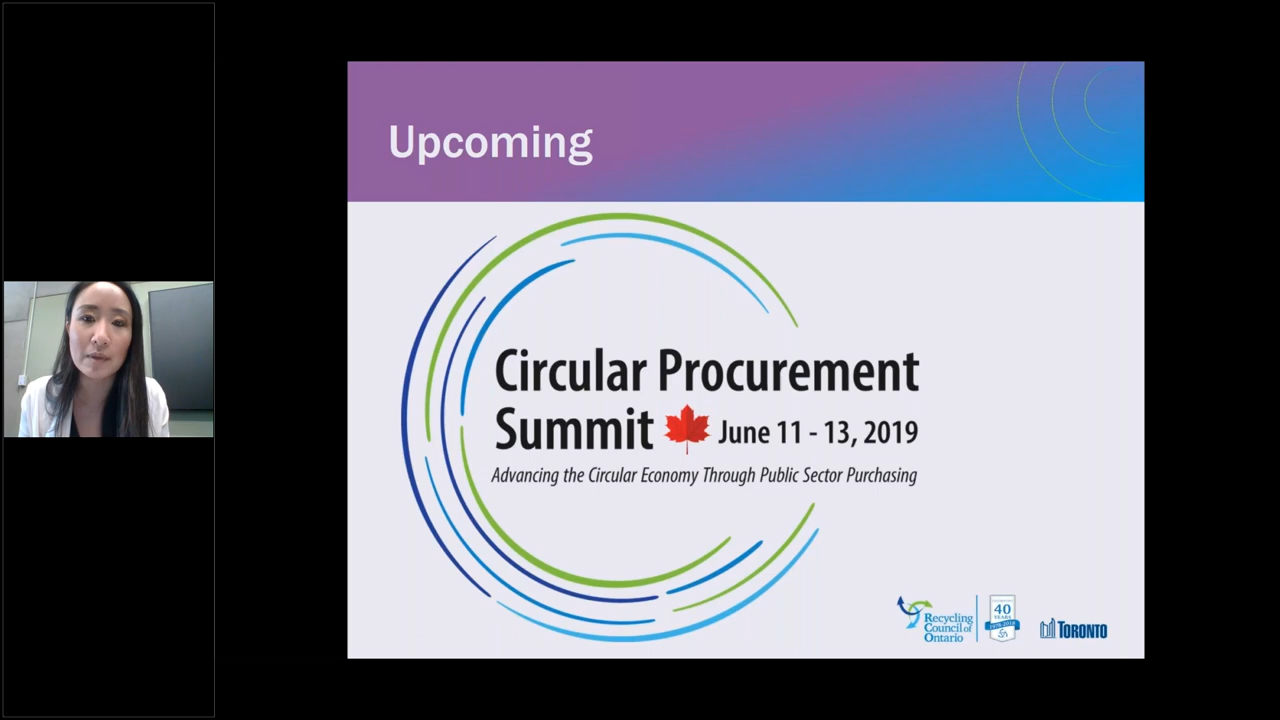 Upcoming
Circular Procurement
Summit June 11 - 13, 2019
Advancing the Circular Economy Through Public Sector Purchasing
Recycling
Council of
Ontario
40
YEARS
TORONTO